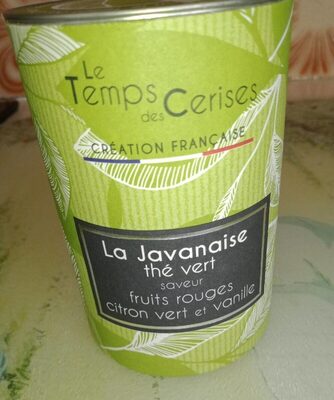 Le
Temps
des
Cerises
CRÉATION FRANÇAISE
La Javanaise
thé vert
saveur
fruits rouges
citron vert et vanille